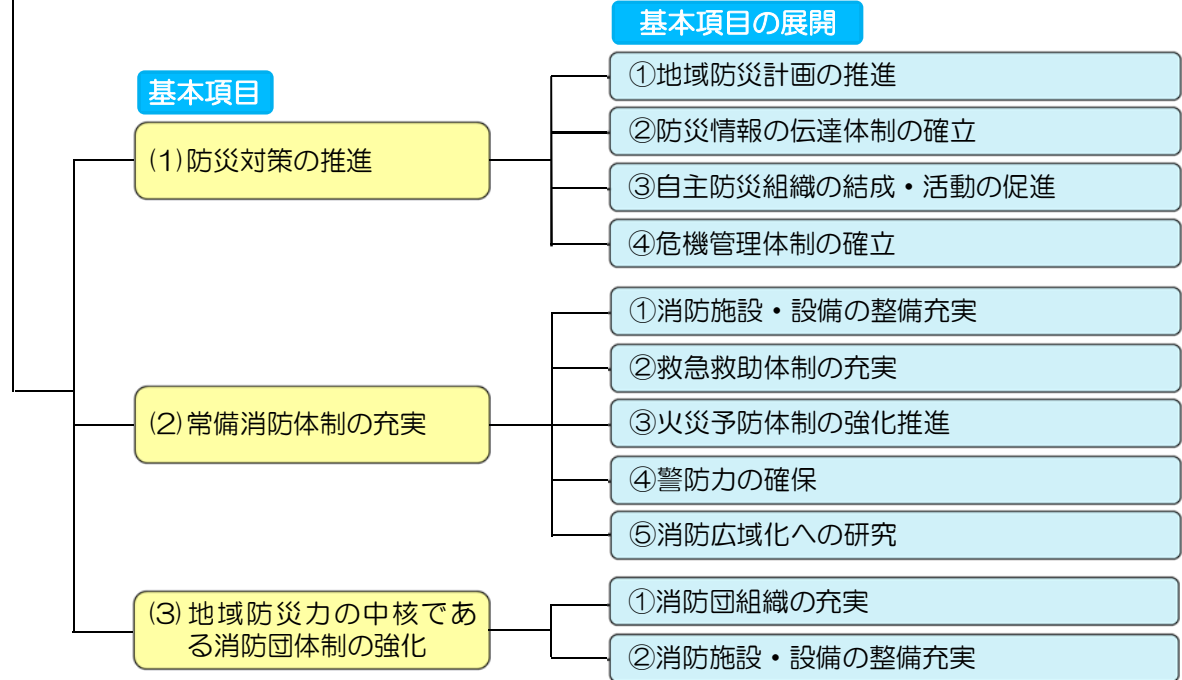 基本項目の展開
基本項目
(1)防災対策の推進
①地域防災計画の推進
②防災情報の伝達体制の確立
③自主防災組織の結成・活動の促進
④危機管理体制の確立
(2)常備消防体制の充実
①消防施設・設備の整備充実
②救急救助体制の充実
③火災予防体制の強化推進
④警防力の確保
⑤消防広域化への研究
(3)地域防災力の中核であ
る消防団体制の強化
①消防団組織の充実
②消防施設・設備の整備充実